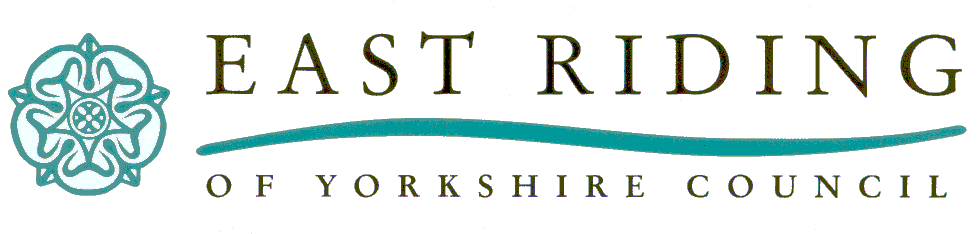 EAST RIDING
OF YORKSHIRE COUNCIL